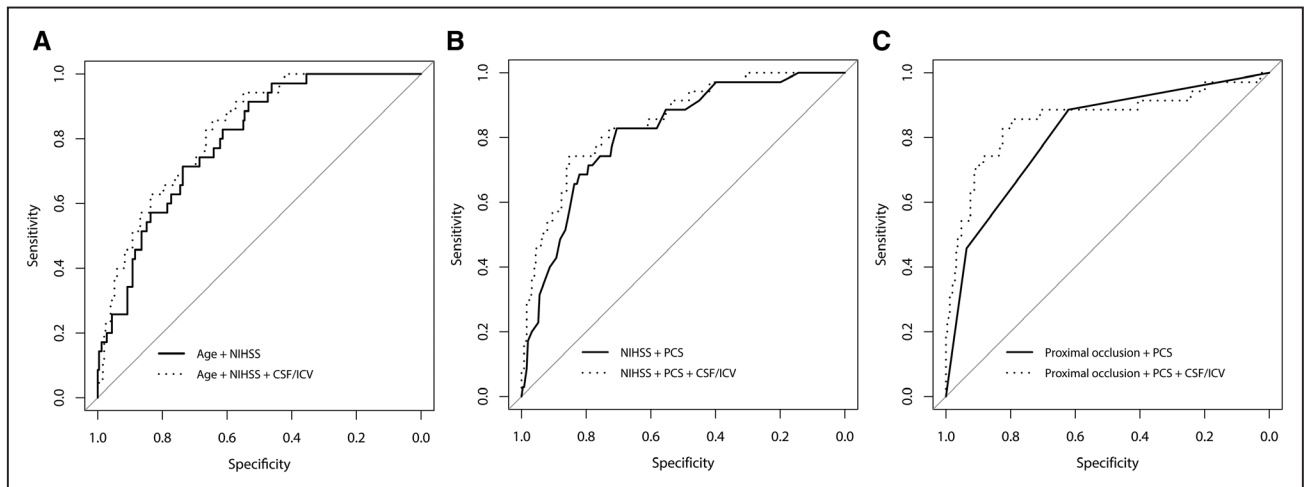 A
Sensitivity
0.0 0.2 0.4 0.6 0.8 1.0
Age + NIHSS
Age + NIHSS + CSF/ICV
1.0 0.8 0.6 0.4 0.2 0.0
Specificity
B
Sensitivity
0.0 0.2 0.4 0.6 0.8 1.0
NIHSS + PCS
NIHSS + PCS + CSF/ICV
1.0 0.8 0.6 0.4 0.2 0.0
Specificity
C
Sensitivity
0.0 0.2 0.4 0.6 0.8 1.0
Proximal occlusion + PCS
Proximal occlusion + PCS + CSF/ICV
1.0 0.8 0.6 0.4 0.2 0.0
Specificity